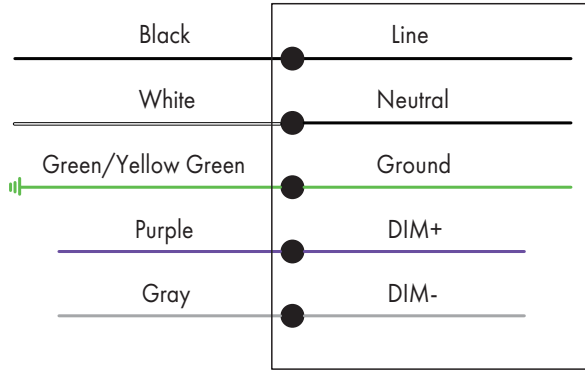 Black Line
White Neutral
Green/Yellow Green Ground
Purple DIM+
Gray DIM-